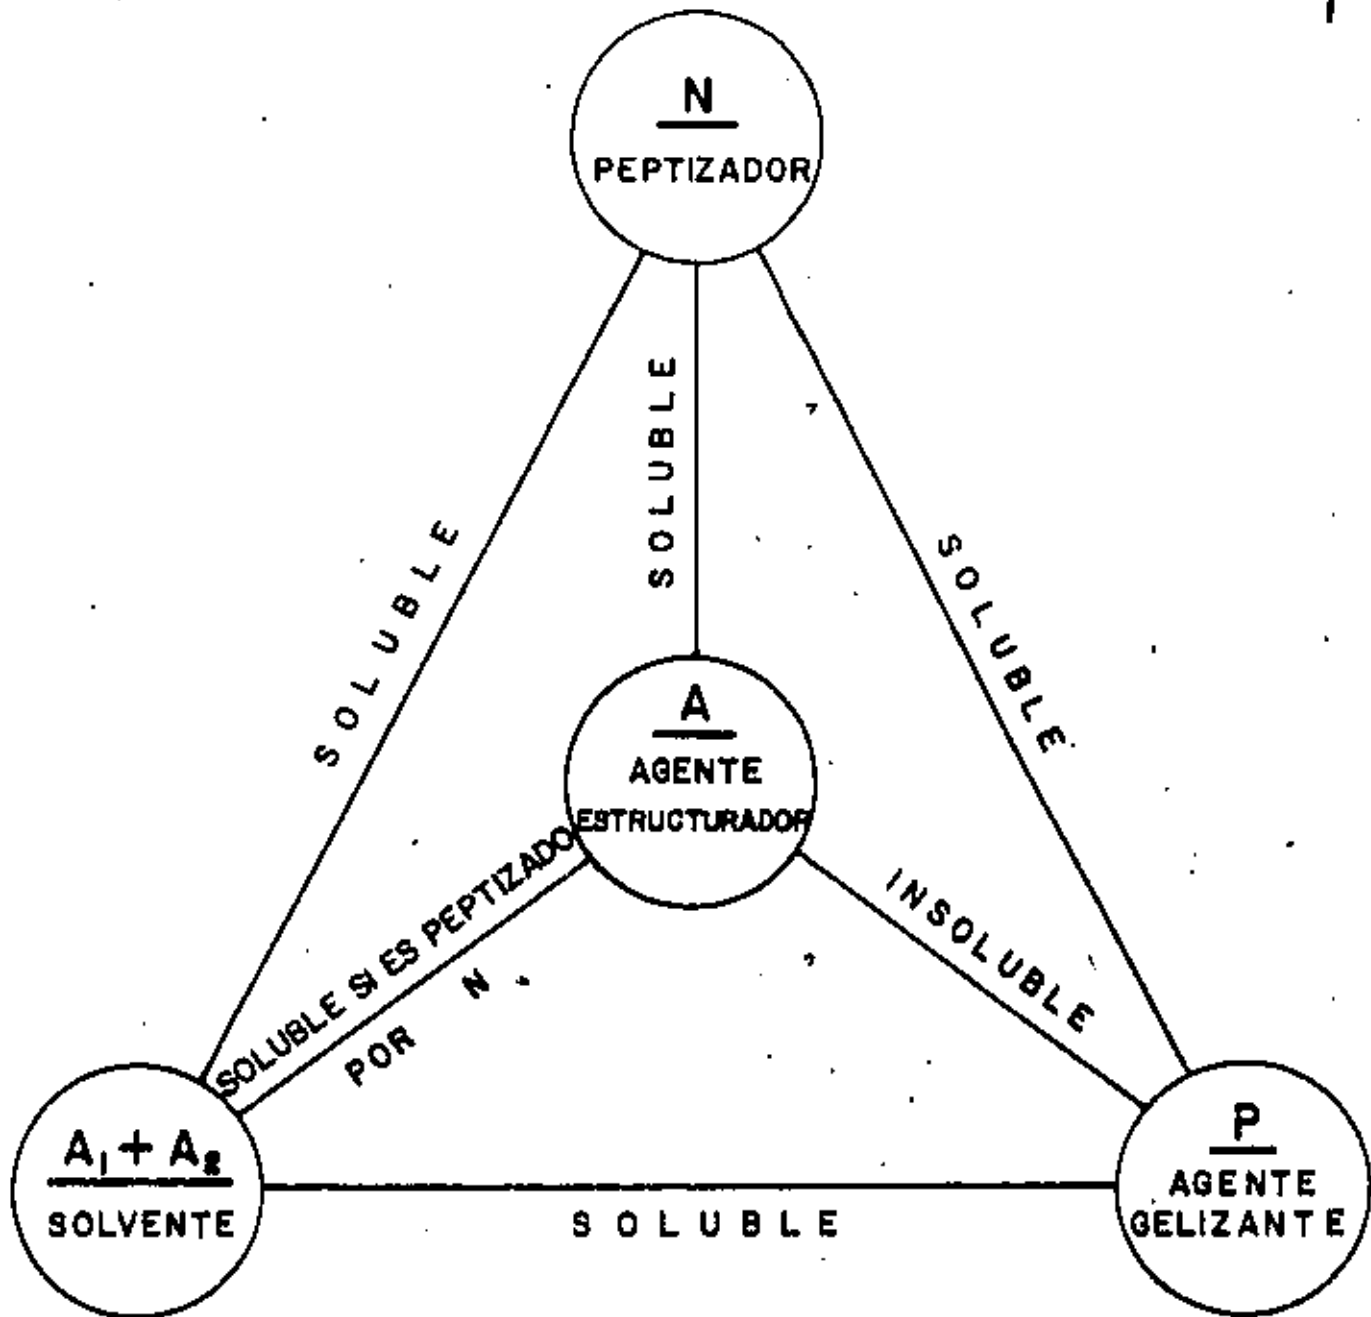 N
PEPTIZADOR
SOLUBLE
SOLUBLE
SOLUBLE
A
AGENTE
ESTRUCTURADOR
SOLUBLE SI ES PEPTIZADO
POR N
INSOLUBLE
A₁ + A₂
SOLVENTE
SOLUBLE
P
AGENTE
GELIZANTE